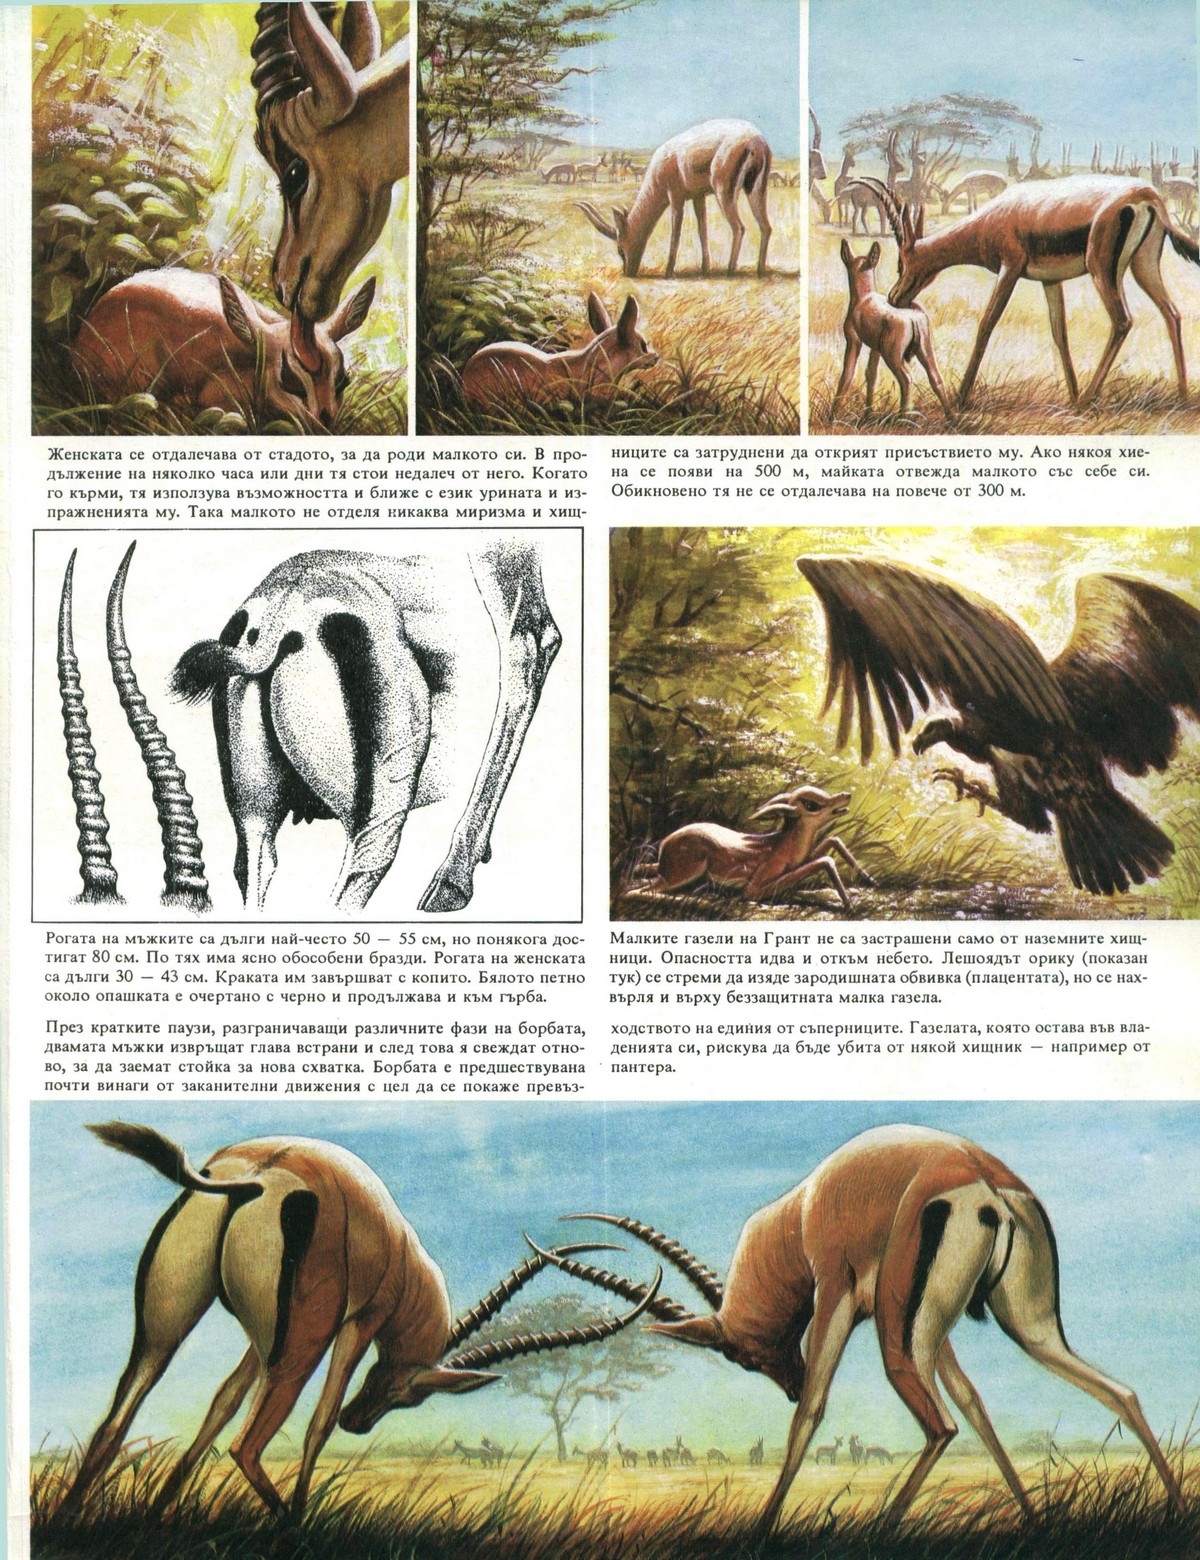 Женската се отдалечава от стадото, за да роди малкото си. В про-
дължение на няколко часа или дни тя стои недалеч от него. Когато
го кърми, тя използува възможността и ближе с език урината и из-
пражненията му. Така малкото не отделя никаква миризма и хищ-
ниците са затруднени да открият присъствието му. Ако някоя хие-
на се появи на 500 м, майката отвежда малкото със себе си.
Обикновено тя не се отдалечава на повече от 300 м.
Рогата на мъжките са дълги най-често 50 — 55 см, но понякога дос-
тигат 80 см. По тях има ясно обособени бразди. Рогата на женската
са дълги 30 — 43 см. Краката им завършват с копито. Бялото петно
около опашката е очертано с черно и продължава и към гърба.
Малките газели на Грант не са застрашени само от наземните хищ-
ници. Опасността идва и откъм небето. Лешоядът орику (показан
тук) се стреми да изяде зародишната обвивка (плацентата), но се нах-
върля и върху беззащитната малка газела.
През кратките паузи, разграничаващи различните фази на борбата,
двамата мъжки извръщат глава встрани и след това я свеждат отно-
во, за да заемат стойка за нова схватка. Борбата е предшествувана
почти винаги от заканителни движения с цел да се покаже превъз-
ходството на единия от съперниците. Газелата, която остава във вла-
денията си, рискува да бъде убита от някой хищник — например от
пантера.